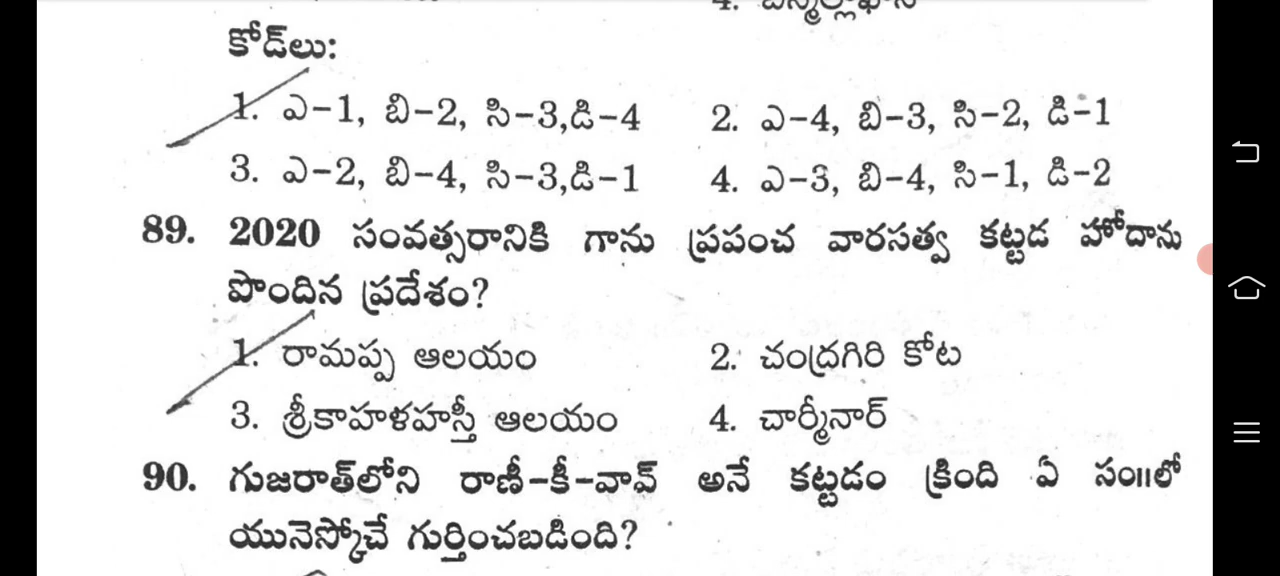 కోడ్‌లు:
1. ఎ-1, బి-2, సి-3,డి-4 2. ఎ-4, బి-3, సి-2, డి-1
3. ఎ-2, బి-4, సి-3,డి-1 4. ఎ-3, బి-4, సి-1, డి-2
89. 2020 సంవత్సరానికి గాను ప్రపంచ వారసత్వ కట్టడ హోదాను
పొందిన ప్రదేశం?
1. రామప్ప ఆలయం 2. చంద్రగిరి కోట
3. శ్రీకాహళహస్తీ ఆలయం 4. చార్మీనార్
90. గుజరాత్‌లోని రాణీ-కీ-వావ్ అనే కట్టడం క్రింది ఏ సం॥లో
యునెస్కోచే గుర్తించబడింది?